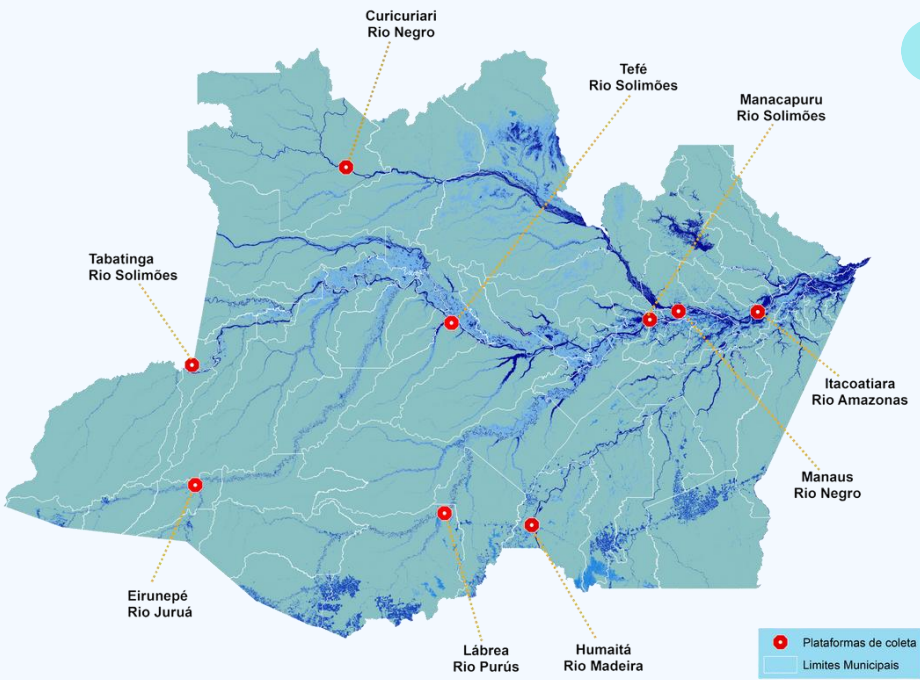 Curicuriari
Rio Negro
Tefé
Rio Solimões
Manacapuru
Rio Solimões
Tabatinga
Rio Solimões
Itacoatiara
Rio Amazonas
Manaus
Rio Negro
Eirunepé
Rio Juruá
Lábrea
Rio Purús
Humaitá
Rio Madeira
Plataformas de coleta
Limites Municipais